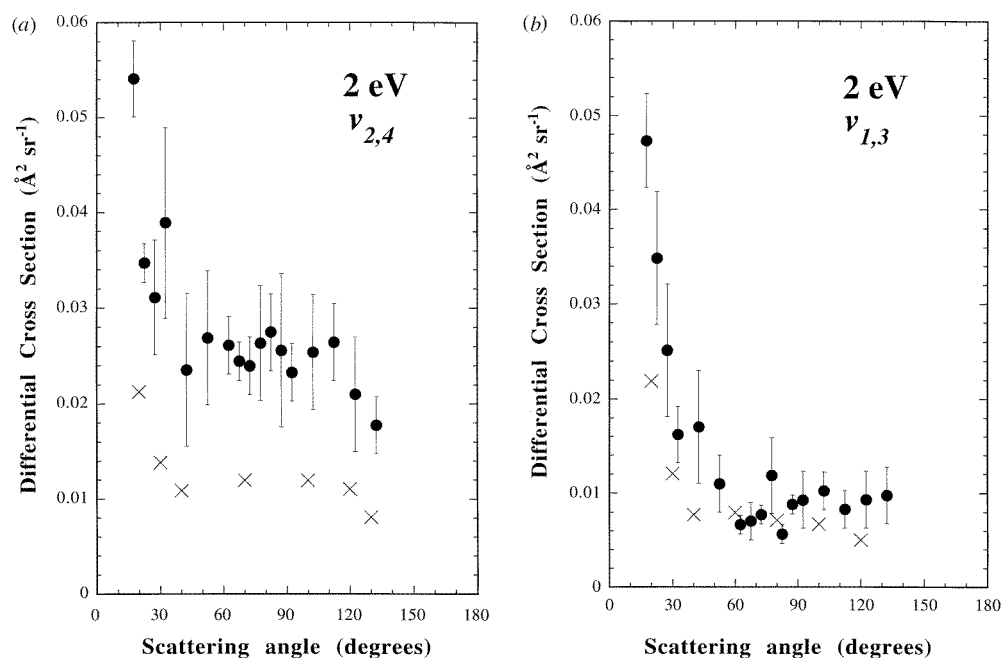 (a)
0.06
0.05
0.04
0.03
0.02
0.01
0
0 30 60 90 120 150 180
Differential Cross Section (Å² sr⁻¹)
Scattering angle (degrees)
2 eV
ν2,4
(b)
0.06
0.05
0.04
0.03
0.02
0.01
0
0 30 60 90 120 150 180
Differential Cross Section (Å² sr⁻¹)
Scattering angle (degrees)
2 eV
ν1,3